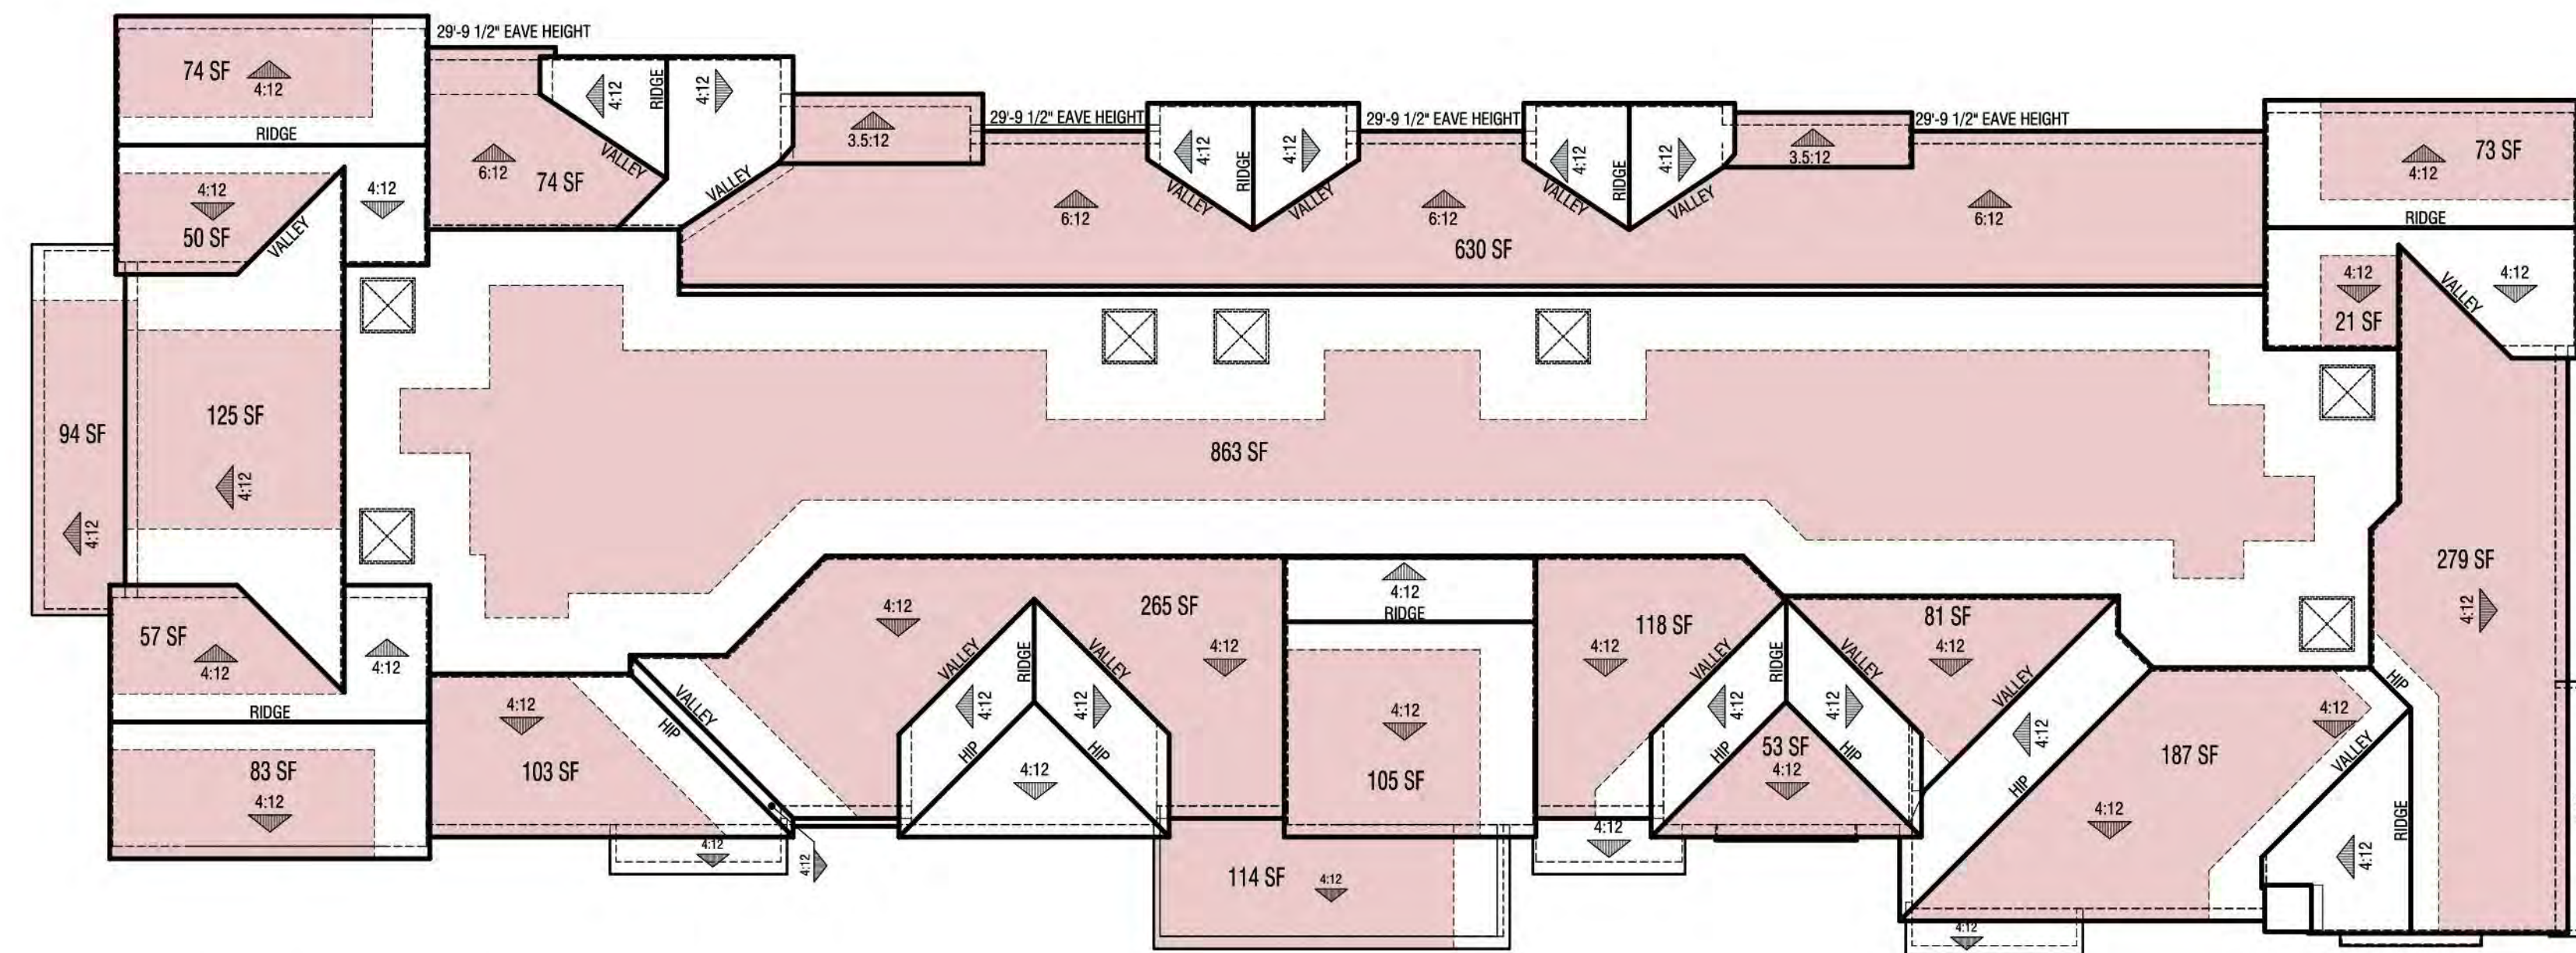 29'-9 1/2" EAVE HEIGHT
74 SF
4:12
RIDGE
4:12
RIDGE
4:12
VALLEY
VALLEY
6:12
74 SF
3.5:12
29'-9 1/2" EAVE HEIGHT
4:12
RIDGE
4:12
VALLEY
VALLEY
29'-9 1/2" EAVE HEIGHT
4:12
RIDGE
4:12
VALLEY
VALLEY
3.5:12
29'-9 1/2" EAVE HEIGHT
73 SF
4:12
RIDGE
4:12
50 SF
VALLEY
4:12
6:12
6:12
6:12
630 SF
4:12
21 SF
VALLEY
4:12
94 SF
4:12
125 SF
4:12
863 SF
279 SF
4:12
57 SF
4:12
4:12
RIDGE
83 SF
4:12
4:12
103 SF
HIP
VALLEY
4:12
4:12
4:12
265 SF
4:12
VALLEY
RIDGE
VALLEY
4:12
4:12
HIP
HIP
4:12
4:12
RIDGE
4:12
105 SF
114 SF
4:12
118 SF
4:12
4:12
VALLEY
RIDGE
VALLEY
4:12
4:12
HIP
HIP
53 SF
4:12
81 SF
4:12
VALLEY
4:12
HIP
187 SF
4:12
4:12
4:12
HIP
VALLEY
RIDGE
4:12